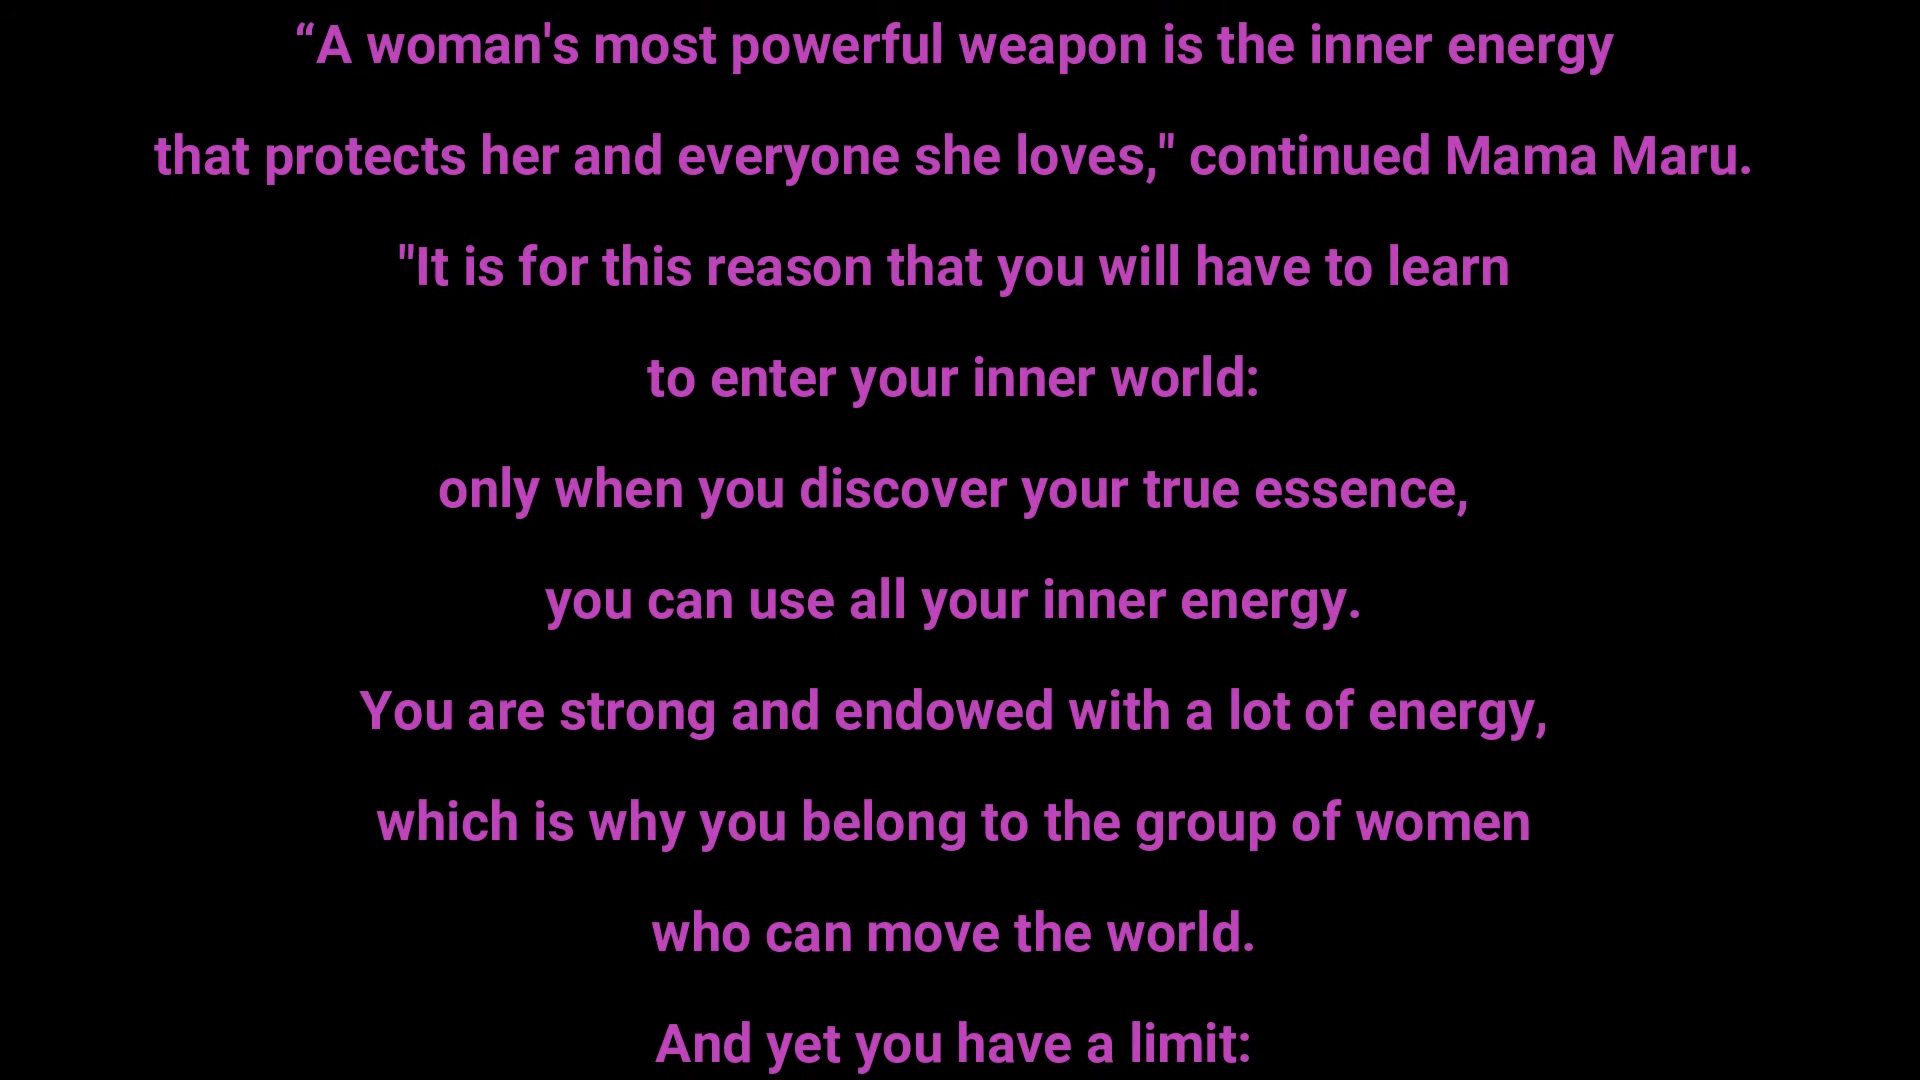 “A woman's most powerful weapon is the inner energy
that protects her and everyone she loves," continued Mama Maru.
"It is for this reason that you will have to learn
to enter your inner world:
only when you discover your true essence,
you can use all your inner energy.
You are strong and endowed with a lot of energy,
which is why you belong to the group of women
who can move the world.
And yet you have a limit: